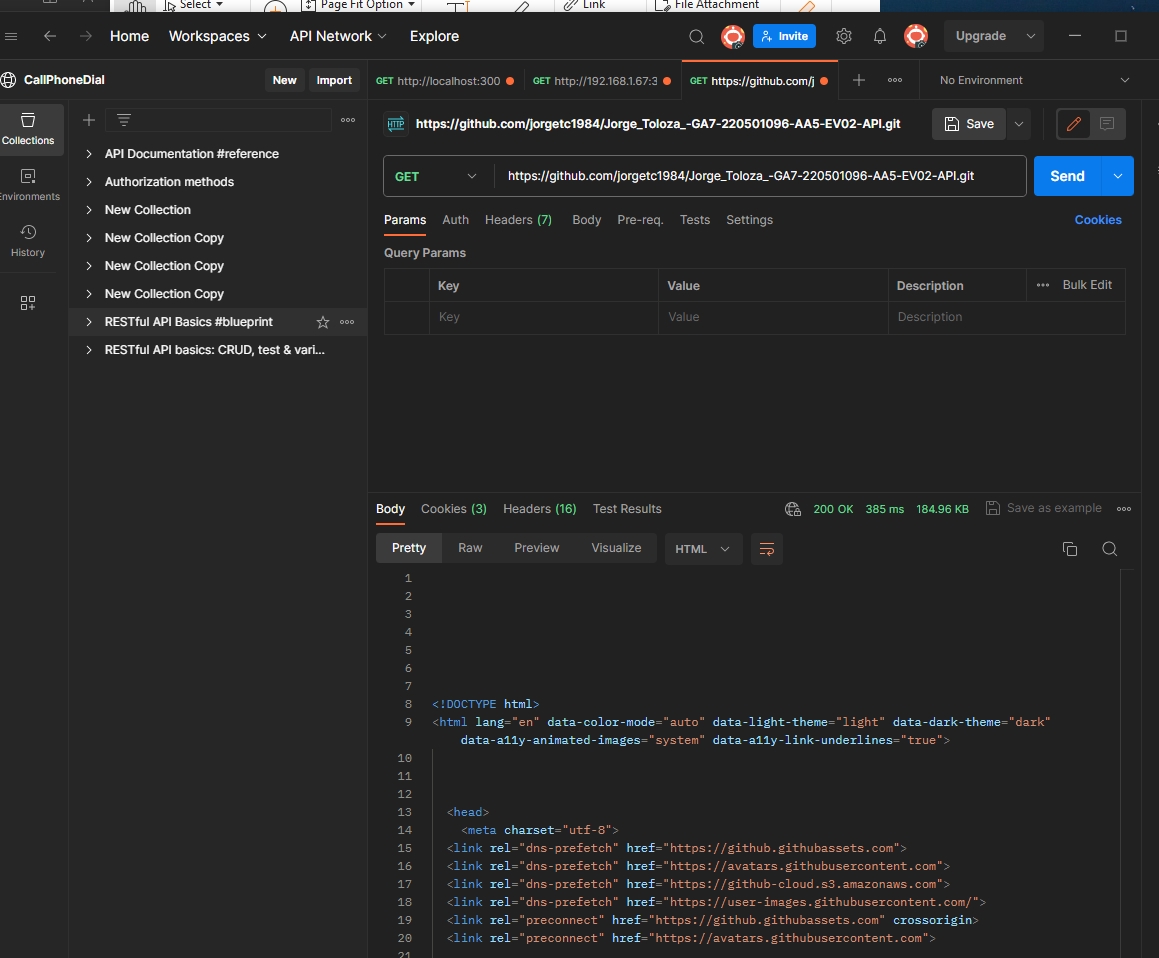 Select
Page Fit Option
Link
File Attachment
Home Workspaces API Network Explore
Invite
Upgrade
CallPhoneDial New Import
GET http://localhost:300 GET http://192.168.1.67:3 GET https://github.com/j
No Environment
Collections
Environments
History
API Documentation #reference
Authorization methods
New Collection
New Collection Copy
New Collection Copy
New Collection Copy
RESTful API Basics #blueprint
RESTful API basics: CRUD, test & vari...
HTTP https://github.com/jorgetc1984/Jorge_Toloza_-GA7-220501096-AA5-EV02-API.git Save
GET https://github.com/jorgetc1984/Jorge_Toloza_-GA7-220501096-AA5-EV02-API.git Send
Params Auth Headers (7) Body Pre-req. Tests Settings Cookies
Query Params
Key Value Description Bulk Edit
Key Value Description
Body Cookies (3) Headers (16) Test Results 200 OK 385 ms 184.96 KB Save as example
Pretty Raw Preview Visualize HTML
1
2
3
4
5
6
7
8 <!DOCTYPE html>
9 <html lang="en" data-color-mode="auto" data-light-theme="light" data-dark-theme="dark"
data-a11y-animated-images="system" data-a11y-link-underlines="true">
10
11
12
13 <head>
14 <meta charset="utf-8">
15 <link rel="dns-prefetch" href="https://github.githubassets.com">
16 <link rel="dns-prefetch" href="https://avatars.githubusercontent.com">
17 <link rel="dns-prefetch" href="https://github-cloud.s3.amazonaws.com">
18 <link rel="dns-prefetch" href="https://user-images.githubusercontent.com/">
19 <link rel="preconnect" href="https://github.githubassets.com" crossorigin>
20 <link rel="preconnect" href="https://avatars.githubusercontent.com">
21